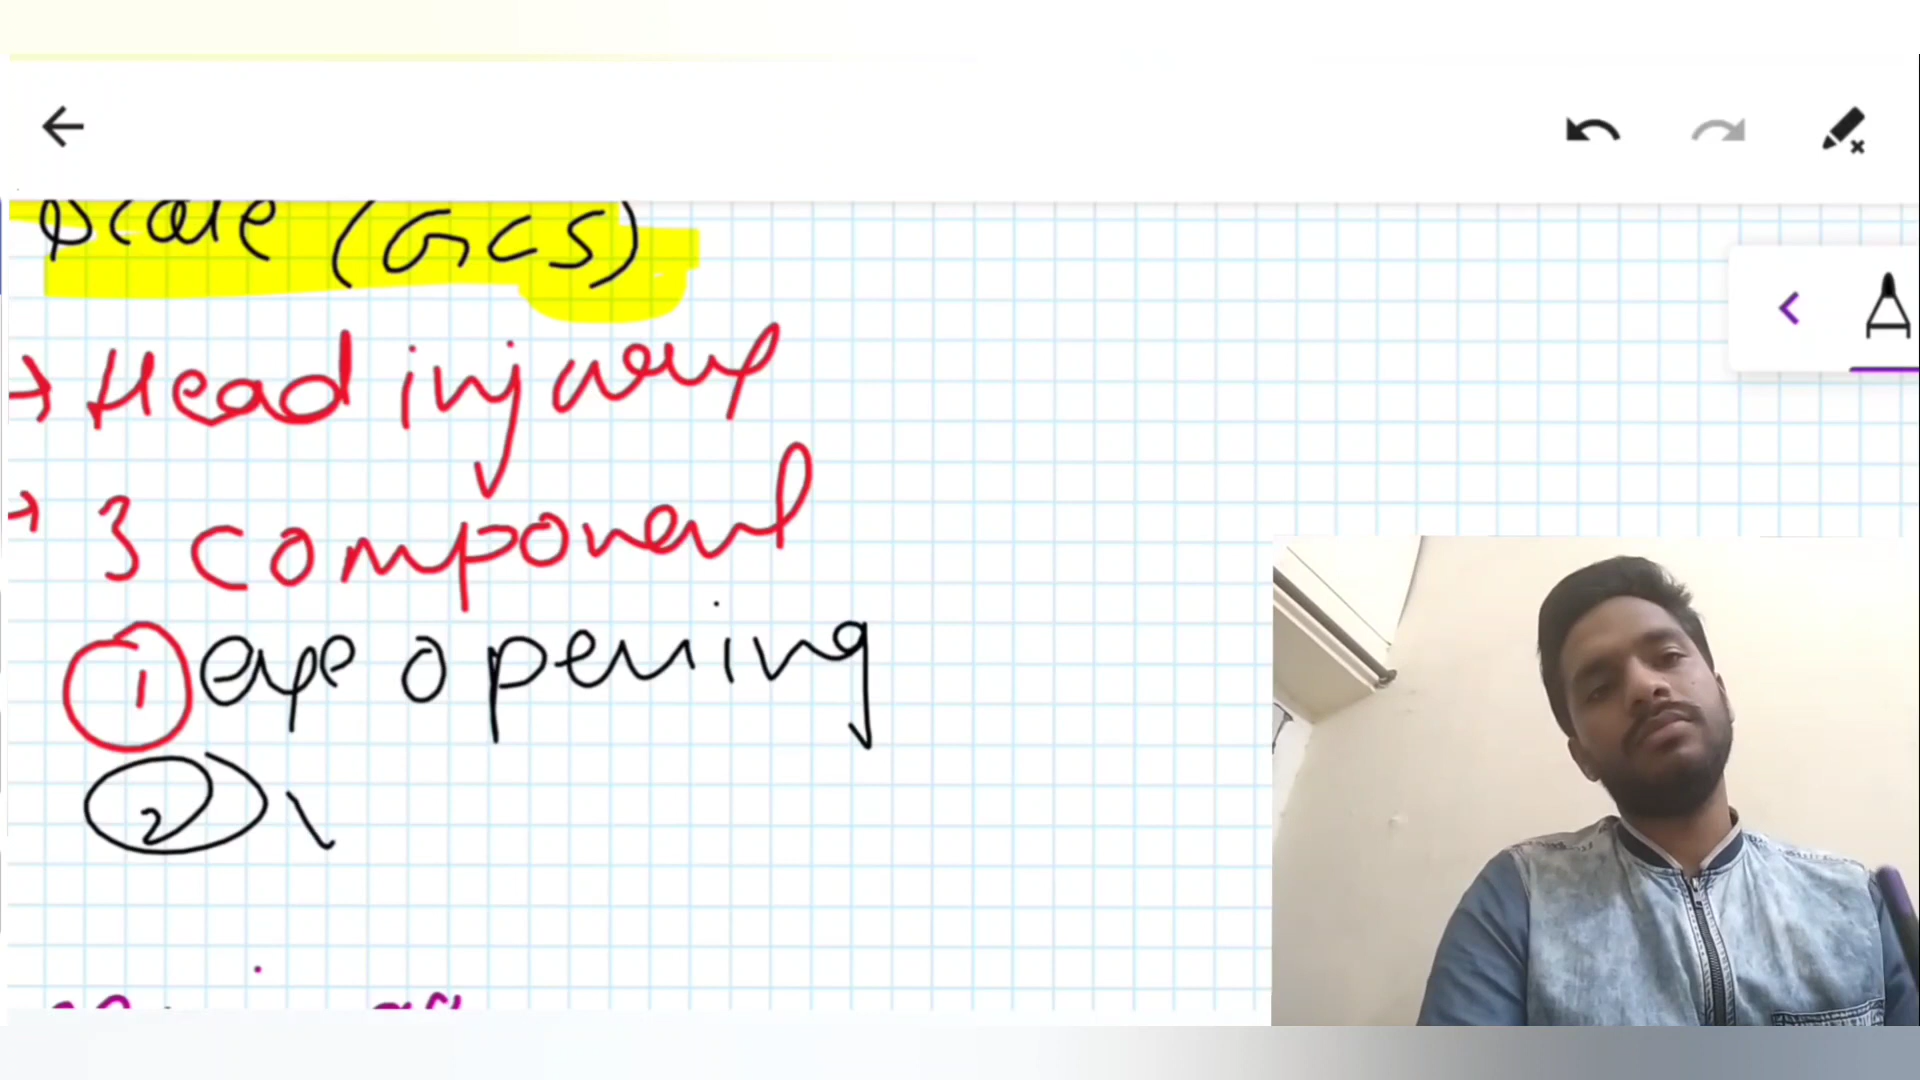 Scale (GCS)
→ Head injury
→ 3 component
1 eye opening
2